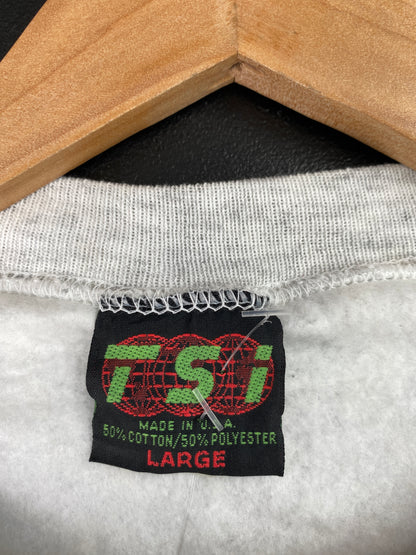 TSi
MADE IN U.S.A.
50% COTTON/50% POLYESTER
LARGE